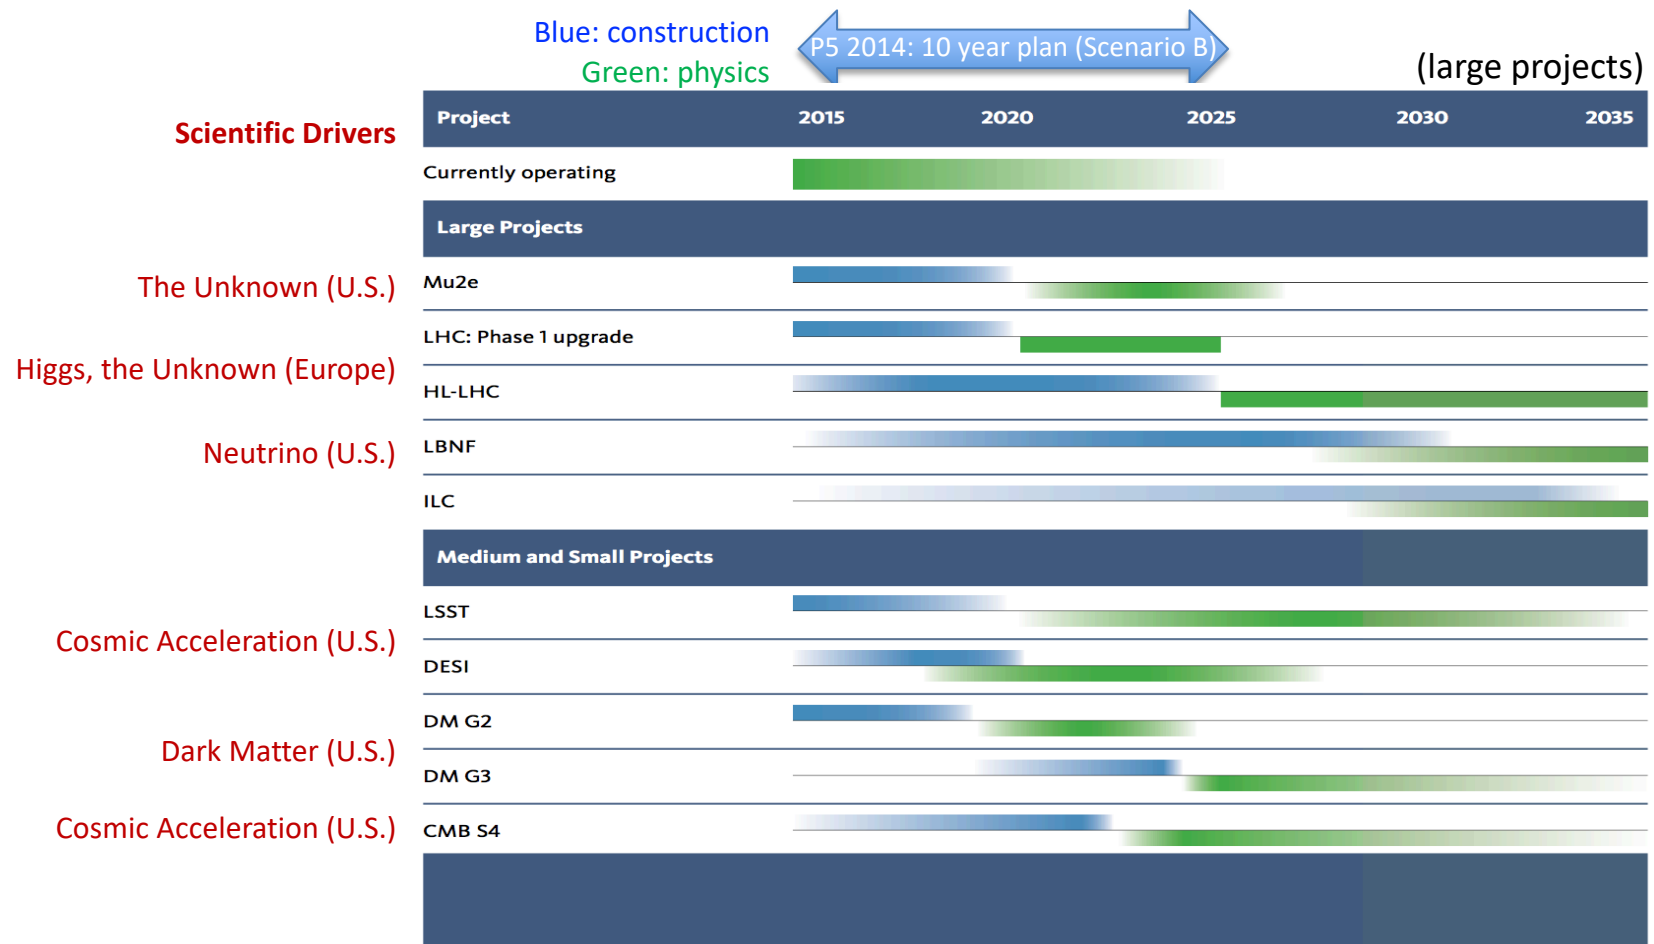 Blue: construction
Green: physics
P5 2014: 10 year plan (Scenario B)
(large projects)
Scientific Drivers
Project 2015 2020 2025 2030 2035
Currently operating
Large Projects
The Unknown (U.S.)
Mu2e
LHC: Phase 1 upgrade
Higgs, the Unknown (Europe)
HL-LHC
Neutrino (U.S.)
LBNF
ILC
Medium and Small Projects
LSST
Cosmic Acceleration (U.S.)
DESI
DM G2
Dark Matter (U.S.)
DM G3
Cosmic Acceleration (U.S.)
CMB S4